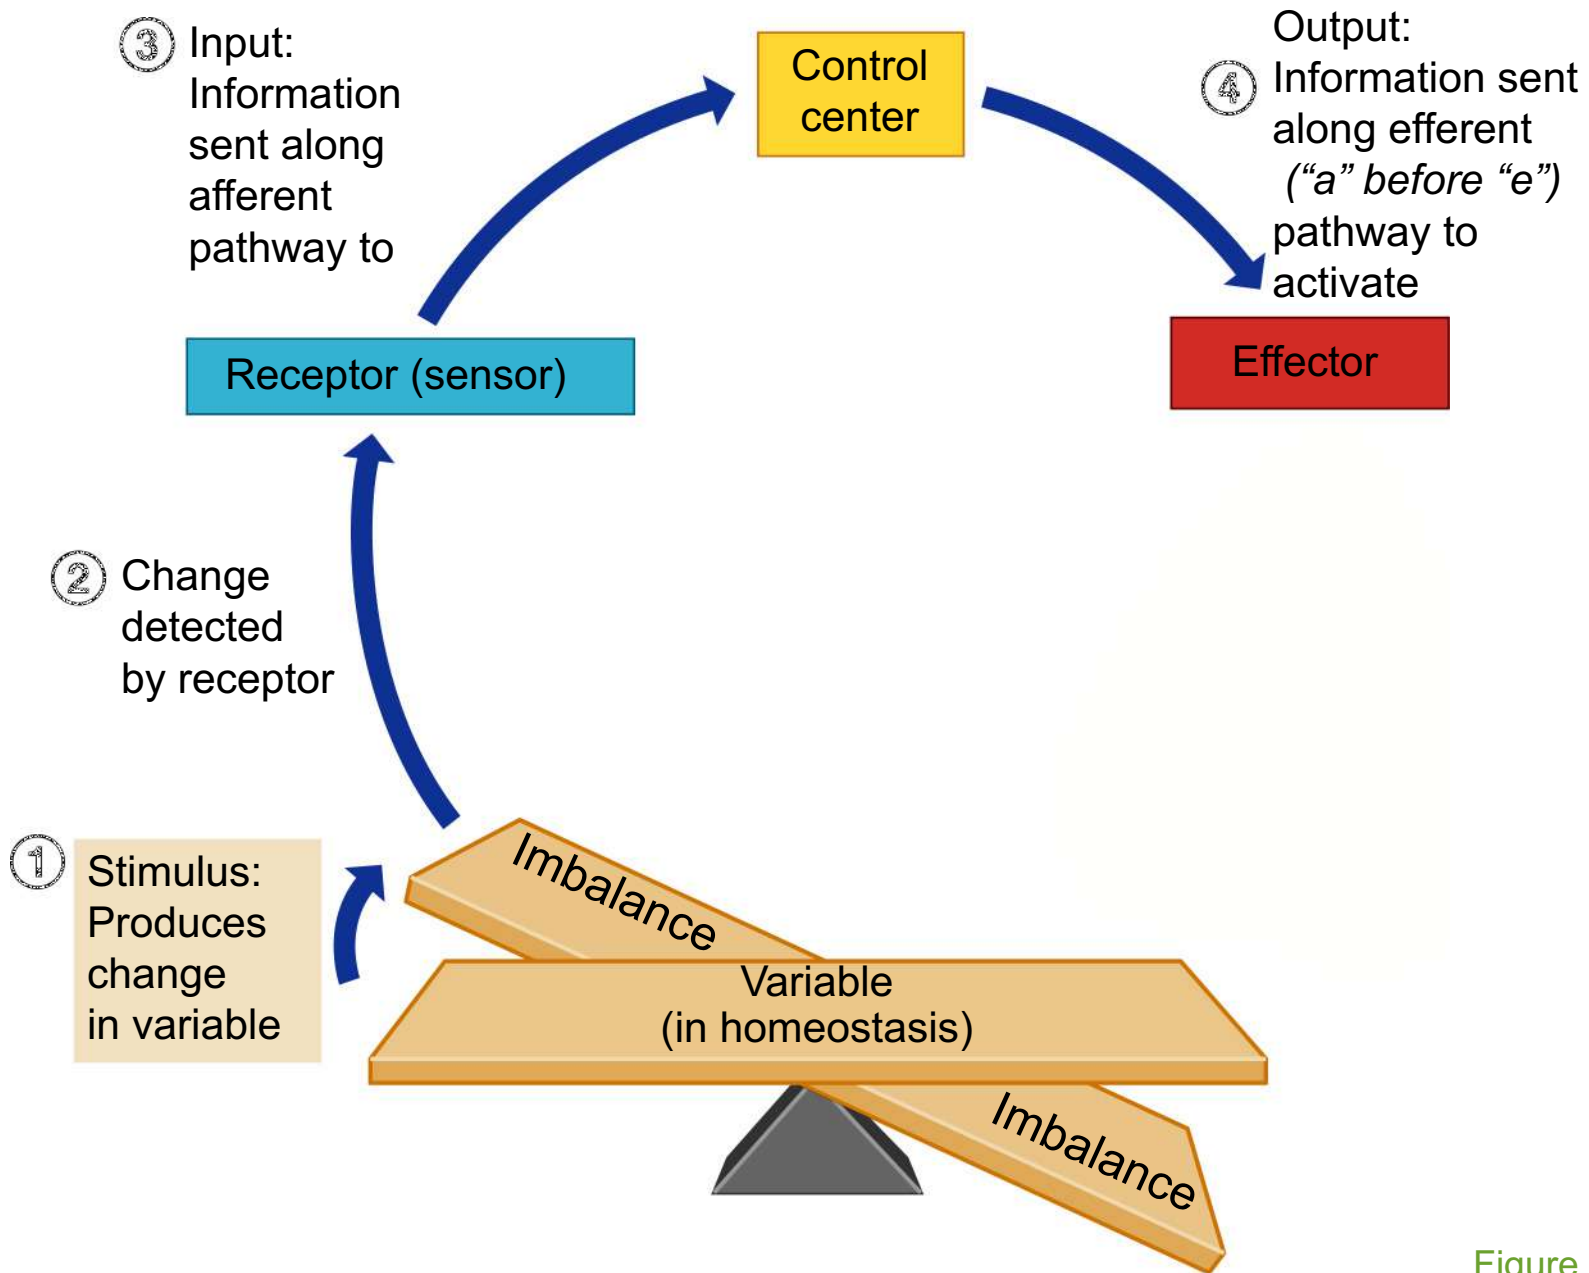 ③ Input:
Information
sent along
afferent
pathway to
Control
center
Output:
④ Information sent
along efferent
(“a” before “e”)
pathway to
activate
Receptor (sensor)
Effector
② Change
detected
by receptor
① Stimulus:
Produces
change
in variable
Imbalance
Variable
(in homeostasis)
Imbalance
Figure